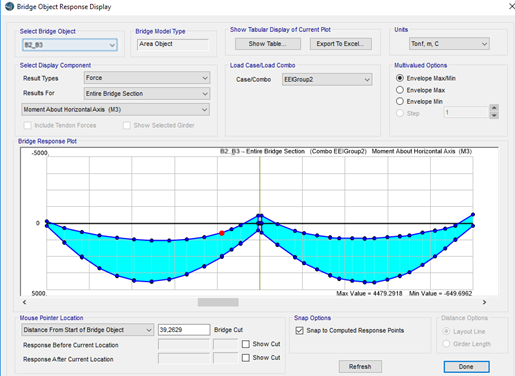 Bridge Object Response Display
Select Bridge Object
B2_B3
Bridge Model Type
Area Object
Show Tabular Display of Current Plot
Show Table...
Export To Excel...
Units
Tonf, m, C
Select Display Component
Result Types
Force
Results For
Entire Bridge Section
Moment About Horizontal Axis (M3)
Include Tendon Forces
Show Selected Girder
Load Case/Load Combo
Case/Combo
EEIGroup2
Multivalued Options
Envelope Max/Min
Envelope Max
Envelope Min
Step
1
Bridge Response Plot
-5000,
B2_B3 – Entire Bridge Section (Combo EEIGroup2) Moment About Horizontal Axis (M3)
0
5000,
Max Value = 4479.2918 Min Value = -649.6962
Mouse Pointer Location
Distance From Start of Bridge Object
39,2629
Bridge Cut
Response Before Current Location
Show Cut
Response After Current Location
Show Cut
Snap Options
Snap to Computed Response Points
Distance Options
Layout Line
Girder Length
Refresh
Done